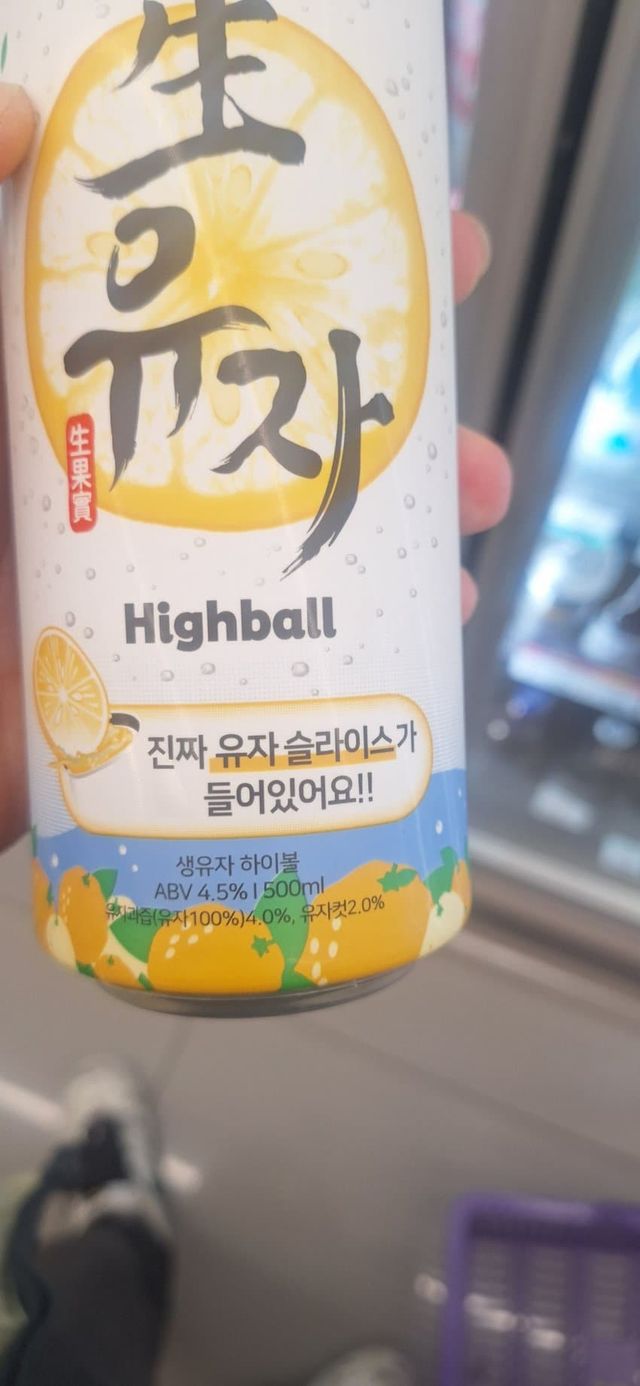 生
유자
生果實
Highball
진짜 유자 슬라이스가
들어있어요!!
생유자 하이볼
ABV 4.5% I 500ml
유자과즙(유자100%)4.0%, 유자컷2.0%